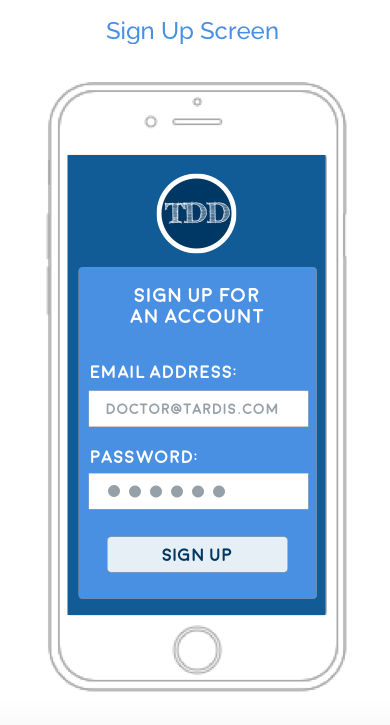 Sign Up Screen
TDD
SIGN UP FOR
AN ACCOUNT
EMAIL ADDRESS:
DOCTOR@TARDIS.COM
PASSWORD:
SIGN UP